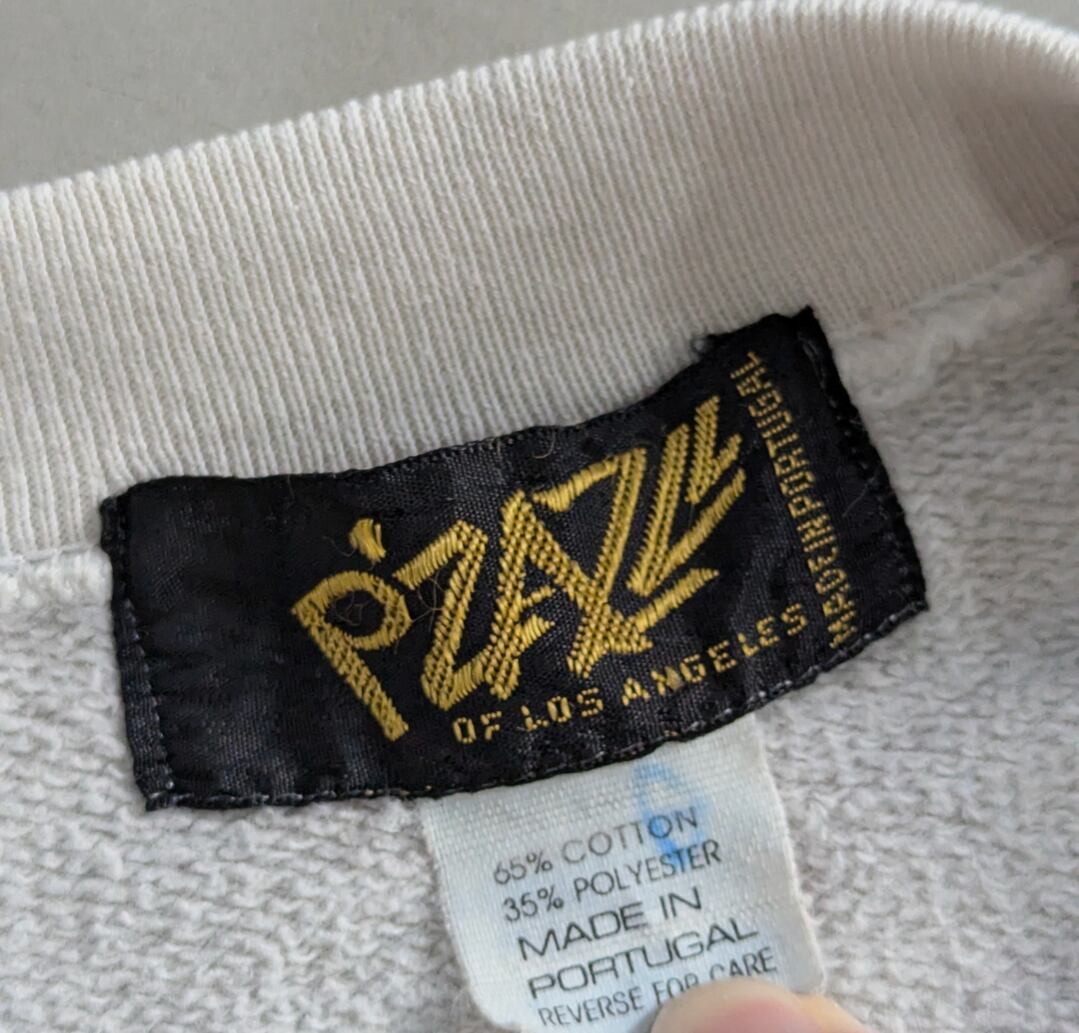 P'ZAZZ
OF LOS ANGELES
MADE IN PORTUGAL
65% COTTON
35% POLYESTER
MADE IN
PORTUGAL
REVERSE FOR CARE